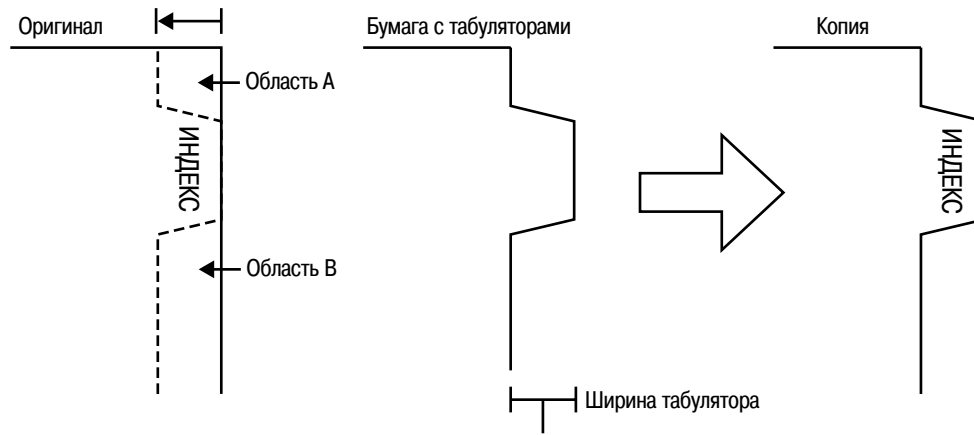 Оригинал
Бумага с табуляторами
Копия
Область A
ИНДЕКС
ИНДЕКС
Область B
Ширина табулятора